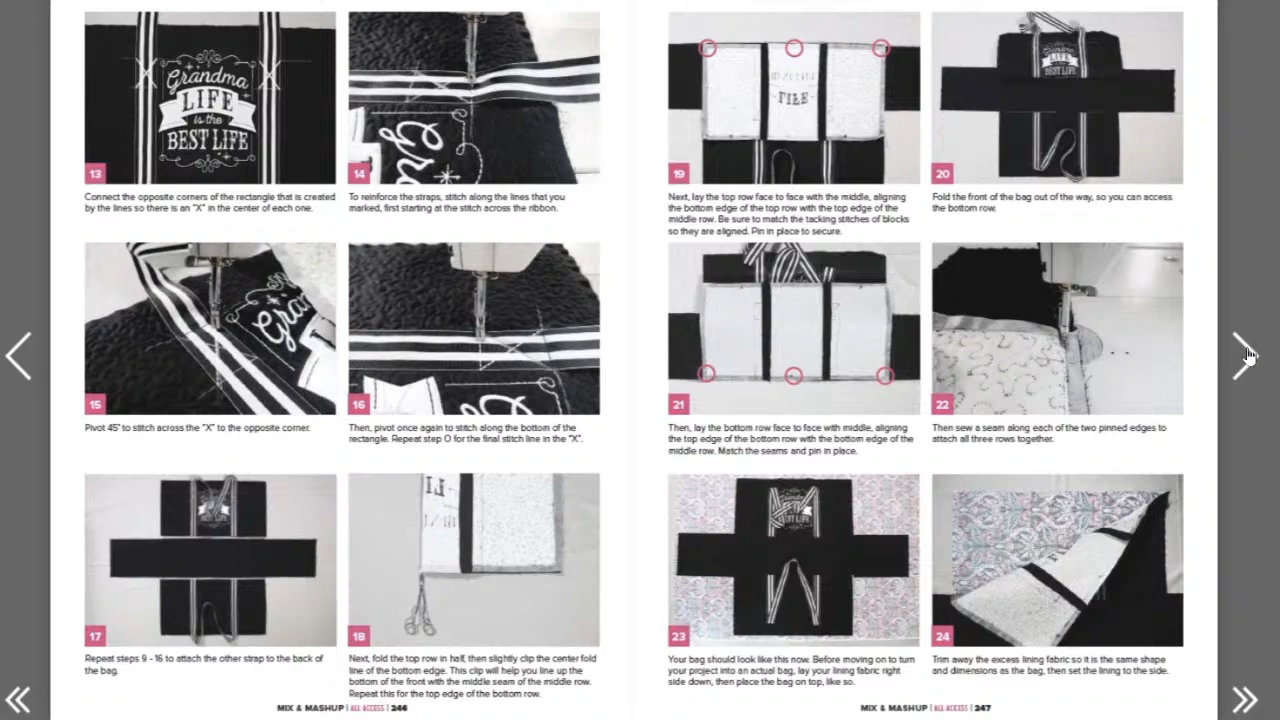 Grandma
LIFE
is the
BEST LIFE
13
Connect the opposite corners of the rectangle that is created
by the lines so there is an "X" in the center of each one.
Gra
14
To reinforce the straps, stitch along the lines that you
marked, first starting at the stitch across the ribbon.
Gra
15
Pivot 45˚ to stitch across the "X" to the opposite corner.
16
Then, pivot once again to stitch along the bottom of the
rectangle. Repeat step O for the final stitch line in the "X".
BEST LIFE
17
Repeat steps 9 - 16 to attach the other strap to the back of
the bag.
18
Next, fold the top row in half, then slightly clip the center fold
line of the bottom edge. This clip will help you line up the
bottom of the front with the middle seam of the middle row.
Repeat this for the top edge of the bottom row.
MIX & MASHUP | ALL ACCESS | 246
19
Next, lay the top row face to face with the middle, aligning
the bottom edge of the top row with the top edge of the
middle row. Be sure to match the tacking stitches of blocks
so they are aligned. Pin in place to secure.
Grandma
LIFE
BEST LIFE
20
Fold the front of the bag out of the way, so you can access
the bottom row.
21
Then, lay the bottom row face to face with middle, aligning
the top edge of the bottom row with the bottom edge of the
middle row. Match the seams and pin in place.
22
Then sew a seam along each of the two pinned edges to
attach all three rows together.
BEST LIFE
23
Your bag should look like this now. Before moving on to turn
your project into an actual bag, lay your lining fabric right
side down, then place the bag on top, like so.
24
Trim away the excess lining fabric so it is the same shape
and dimensions as the bag, then set the lining to the side.
MIX & MASHUP | ALL ACCESS | 247